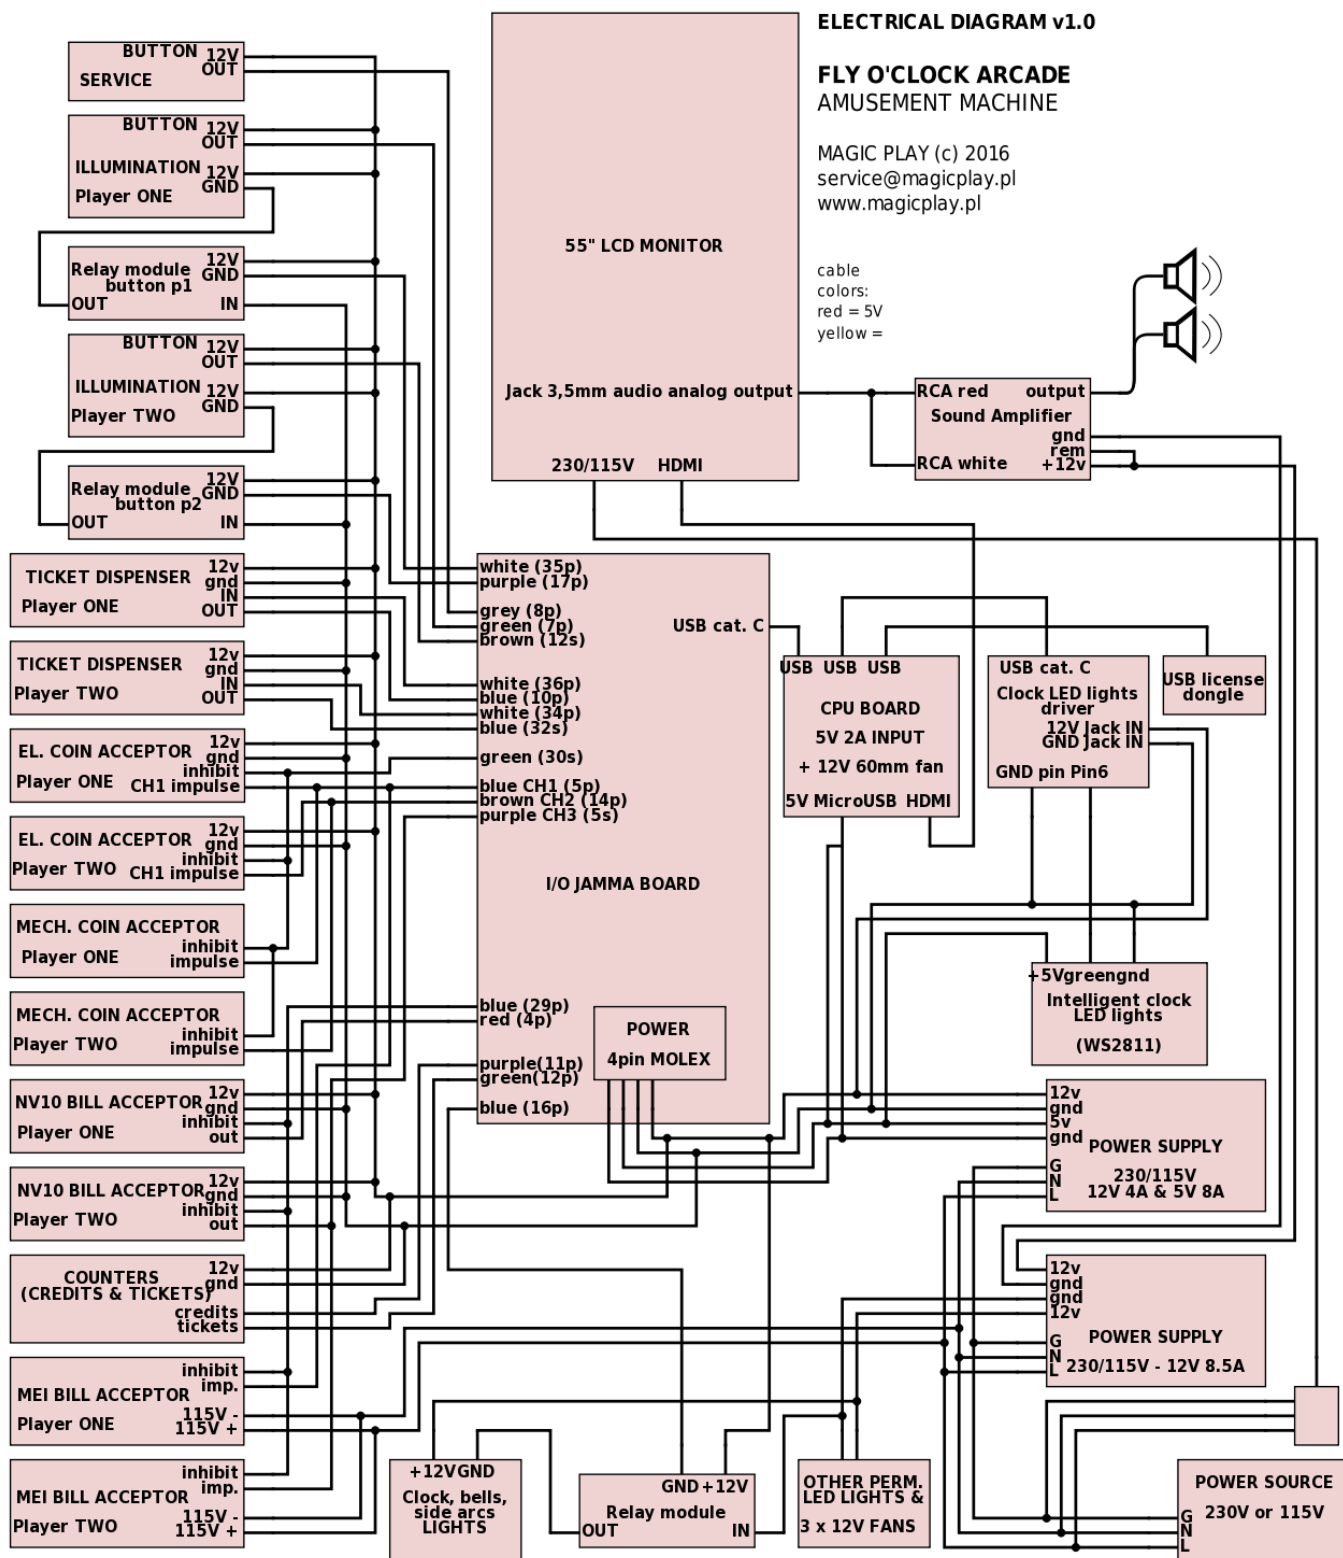 ELECTRICAL DIAGRAM v1.0
FLY O'CLOCK ARCADE
AMUSEMENT MACHINE
MAGIC PLAY (c) 2016
service@magicplay.pl
www.magicplay.pl
cable
colors:
red = 5V
yellow =
BUTTON 12V
OUT
SERVICE
BUTTON 12V
OUT
ILLUMINATION 12V
GND
Player ONE
12V
Relay module GND
button p1
OUT IN
BUTTON 12V
OUT
ILLUMINATION 12V
GND
Player TWO
12V
Relay module GND
button p2
OUT IN
12v
TICKET DISPENSER gnd
IN
Player ONE OUT
12v
TICKET DISPENSER gnd
IN
Player TWO OUT
12v
EL. COIN ACCEPTOR gnd
inhibit
Player ONE CH1 impulse
12v
EL. COIN ACCEPTOR gnd
inhibit
Player TWO CH1 impulse
MECH. COIN ACCEPTOR
inhibit
Player ONE impulse
MECH. COIN ACCEPTOR
inhibit
Player TWO impulse
12v
NV10 BILL ACCEPTOR gnd
inhibit
Player ONE out
12v
NV10 BILL ACCEPTOR gnd
inhibit
Player TWO out
12v
COUNTERS gnd
(CREDITS & TICKETS)
credits
tickets
inhibit
imp.
MEI BILL ACCEPTOR
115V -
Player ONE 115V +
inhibit
imp.
MEI BILL ACCEPTOR
115V -
Player TWO 115V +
55" LCD MONITOR
Jack 3,5mm audio analog output
230/115V HDMI
RCA red output
Sound Amplifier
gnd
rem
RCA white +12v
white (35p)
purple (17p)
grey (8p)
green (7p)
brown (12s)
USB cat. C
white (36p)
blue (10p)
white (34p)
blue (32s)
green (30s)
blue CH1 (5p)
brown CH2 (14p)
purple CH3 (5s)
I/O JAMMA BOARD
blue (29p)
red (4p)
purple(11p)
green(12p)
blue (16p)
POWER
4pin MOLEX
USB USB USB
CPU BOARD
5V 2A INPUT
+ 12V 60mm fan
5V MicroUSB HDMI
USB cat. C
Clock LED lights
driver
12V Jack IN
GND Jack IN
GND pin Pin6
USB license
dongle
+5Vgreengnd
Intelligent clock
LED lights
(WS2811)
12v
gnd
5v
gnd
POWER SUPPLY
G
N 230/115V
L 12V 4A & 5V 8A
12v
gnd
gnd
12v
G
POWER SUPPLY
N
L 230/115V - 12V 8.5A
+12VGND
Clock, bells,
side arcs
LIGHTS
GND+12V
Relay module
OUT IN
OTHER PERM.
LED LIGHTS &
3 x 12V FANS
POWER SOURCE
230V or 115V
G
N
L